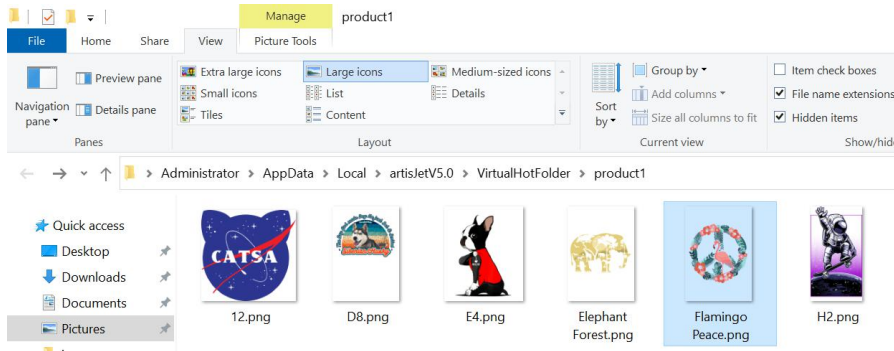 Manage product1
File Home Share View Picture Tools
Preview pane
Details pane
Navigation
pane
Panes
Extra large icons Large icons Medium-sized icons
Small icons List Details
Tiles Content
Layout
Sort
by
Group by
Add columns
Size all columns to fit
Current view
Item check boxes
File name extensions
Hidden items
Show/hid
Administrator > AppData > Local > artisJetV5.0 > VirtualHotFolder > product1
Quick access
Desktop
Downloads
Documents
Pictures
CATSA
12.png
D8.png
E4.png
Elephant
Forest.png
Flamingo
Peace.png
H2.png